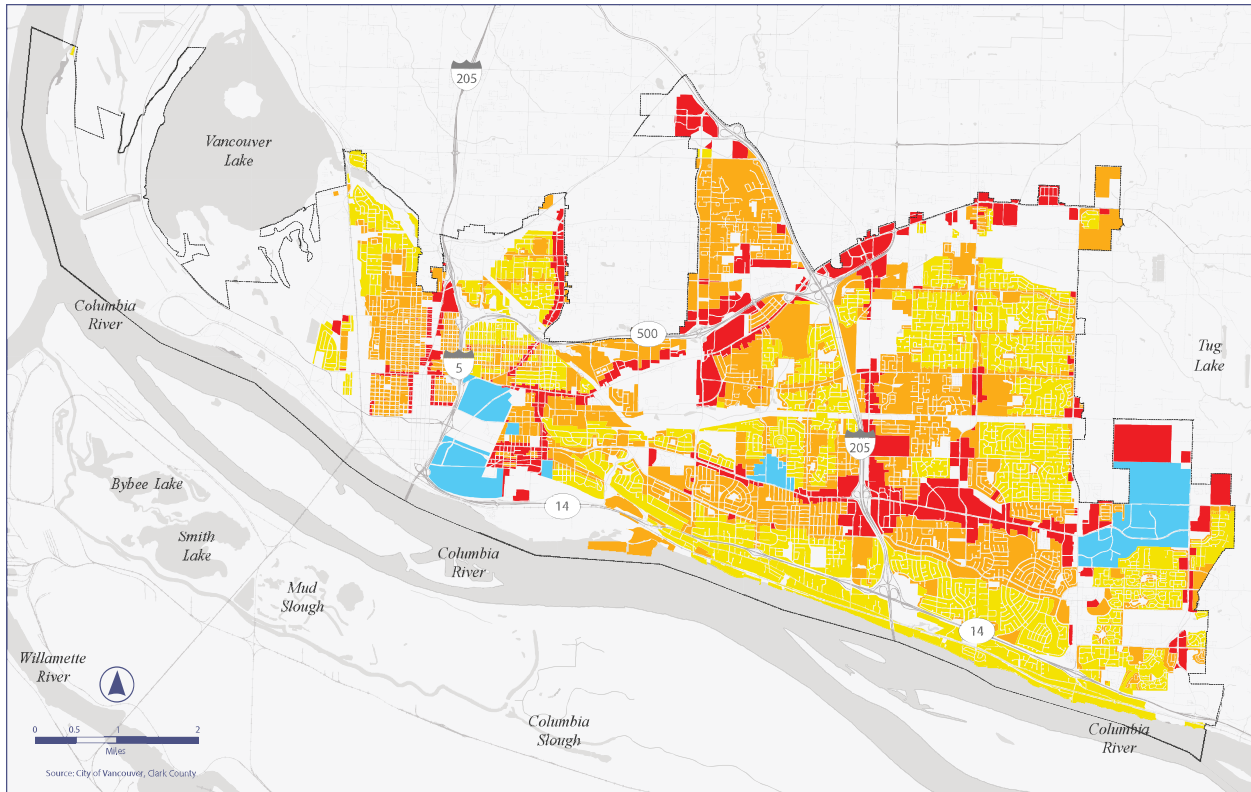 205
Vancouver
Lake
Columbia
River
500
Tug
Lake
5
205
Bybee Lake
14
Smith
Lake
Columbia
River
Mud
Slough
14
Willamette
River
Columbia
Slough
Columbia
River
0 0.5 1 2
Miles
Source: City of Vancouver, Clark County